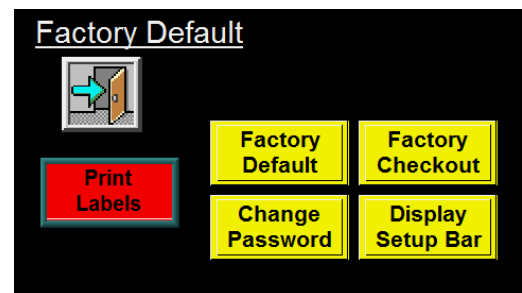 Factory Default
Print
Labels
Factory
Default
Factory
Checkout
Change
Password
Display
Setup Bar